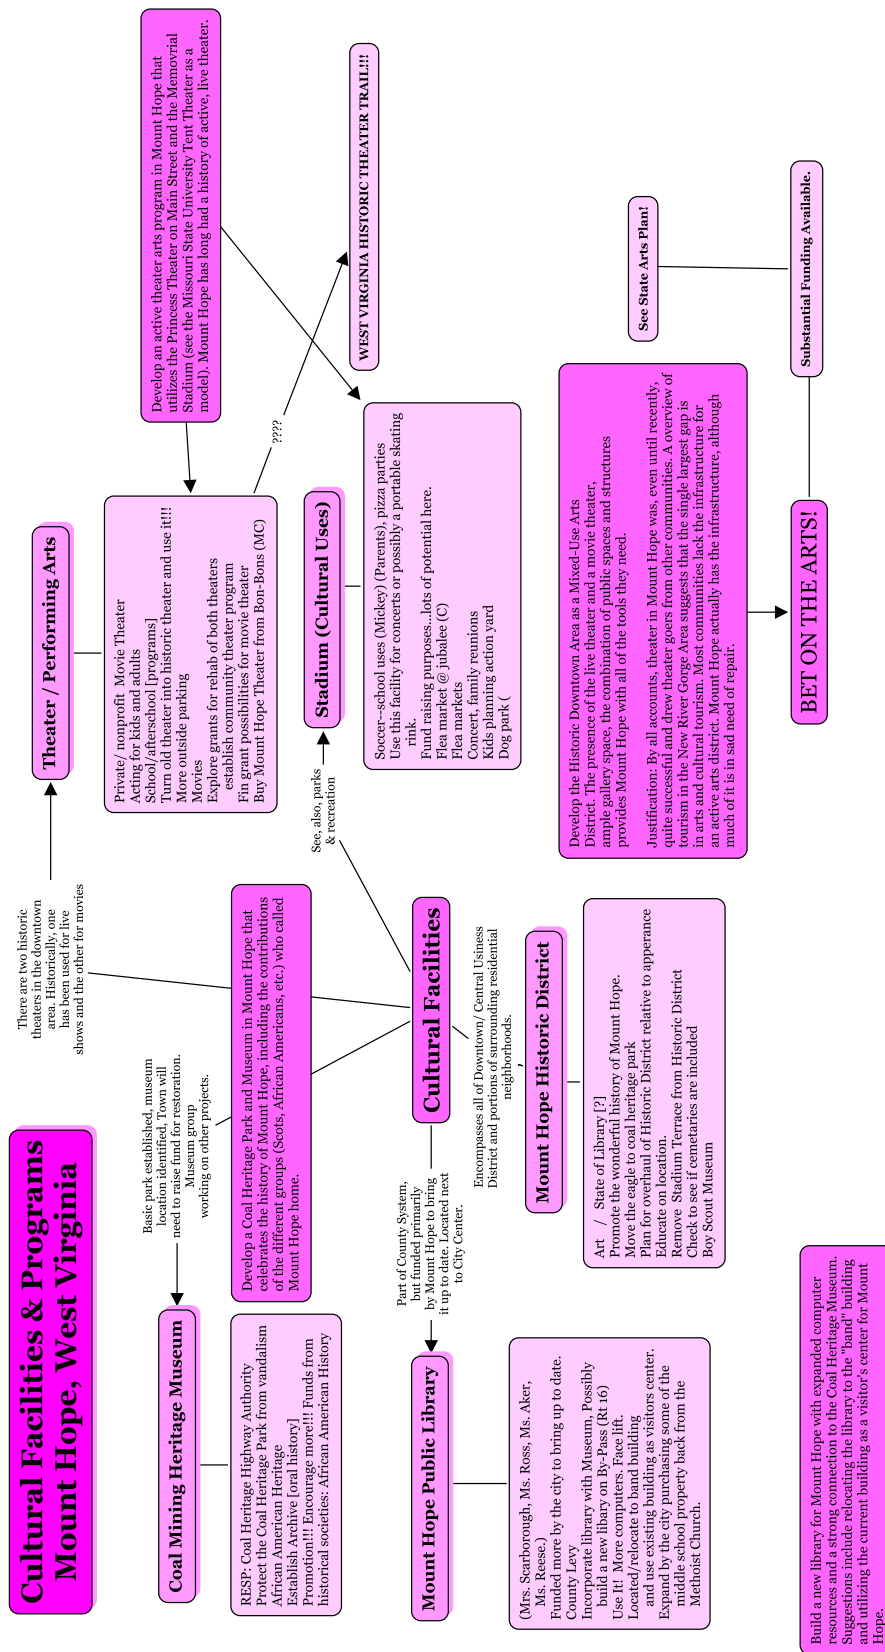 Cultural Facilities & Programs
Mount Hope, West Virginia
Basic park established, museum
location identified, Town will
need to raise fund for restoration.
Museum group
working on other projects.
Coal Mining Heritage Museum
RESP: Coal Heritage Highway Authority
Protect the Coal Heritage Park from vandalism
African American Heritage
Establish Archive [oral history]
Promotion!!! Encourage more!!! Funds from
historical societies: African American History
Develop a Coal Heritage Park and Museum in Mount Hope that
celebrates the history of Mount Hope, including the contributions
of the different groups (Scots, African Americans, etc.) who called
Mount Hope home.
There are two historic
theaters in the downtown
area. Historically, one
has been used for live
shows and the other for movies
Theater / Performing Arts
Private/ nonprofit  Movie Theater
Acting for kids and adults
School/afterschool [programs]
Turn old theater into historic theater and use it!!!
More outside parking
Movies
Explore grants for rehab of both theaters
establish community theater program
Fin grant possibilities for movie theater
Buy Mount Hope Theater from Bon-Bons (MC)
Develop an active theater arts program in Mount Hope that
utilizes the Princess Theater on Main Street and the Memovrial
Stadium (see the Missouri State University Tent Theater as a
model). Mount Hope has long had a history of active, live theater.
????
WEST VIRGINIA HISTORIC THEATER TRAIL!!!
See, also, parks
& recreation
Stadium (Cultural Uses)
Soccer--school uses (Mickey) (Parents), pizza parties
Use this facility for concerts or possibly a portable skating
rink.
Fund raising purposes...lots of potential here.
Flea market @ jubalee (C)
Flea markets
Concert, family reunions
Kids planning action yard
Dog park (
Cultural Facilities
Part of County System,
but funded primarily
by Mount Hope to bring
it up to date. Located next
to City Center.
Mount Hope Public Library
(Mrs. Scarborough, Ms. Ross, Ms. Aker,
Ms. Reese.)
Funded more by the city to bring up to date.
County Levy
Incorporate library with Museum, Possibly
build a new libary on By-Pass (Rt 16)
Use It!  More computers. Face lift.
Located/relocate to band building
and use existing building as visitors center.
Expand by the city purchasing some of the
middle school property back from the
Methoist Church.
Encompasses all of Downtown/ Central Usiness
District and portions of surrounding residential
neighborhoods.
,
Mount Hope Historic District
Art   /   State of Library [?]
Promote the wonderful history of Mount Hope.
Move the eagle to coal heritage park
Plan for overhaul of Historic District relative to apperance
Educate on location.
Remove  Stadium Terrace from Historic District
Check to see if cemetaries are included
Boy Scout Museum
Develop the Historic Downtown Area as a Mixed-Use Arts
District. The presence of the live theater and a movie theater,
ample gallery space, the combination of public spaces and structures
provides Mount Hope with all of the tools they need.
Justification: By all accounts, theater in Mount Hope was, even until recently,
quite successful and drew theater goers from other communities. A overview of
tourism in the New River Gorge Area suggests that the single largest gap is
in arts and cultural tourism. Most communities lack the infrastructure for
an active arts district. Mount Hope actually has the infrastructure, although
much of it is in sad need of repair.
See State Arts Plan!
BET ON THE ARTS!
Substantial Funding Available.
Build a new library for Mount Hope with expanded computer
resources and a strong connection to the Coal Heritage Museum.
Suggestions include relocating the library to the "band" building
and utilizing the current building as a visitor's center for Mount
Hope.